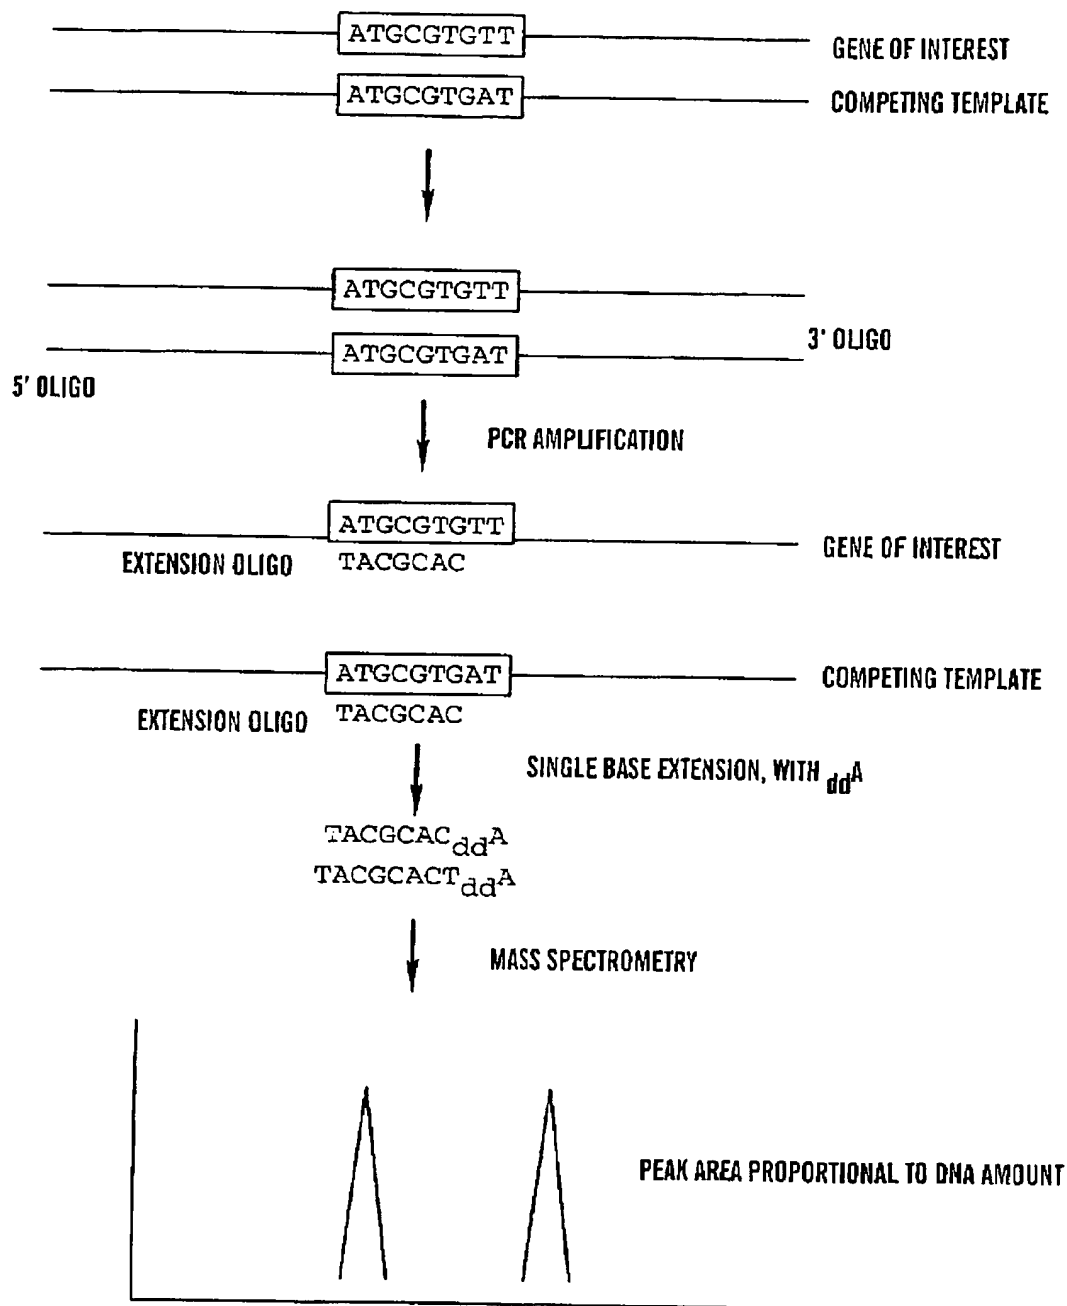 ATGCGTGTT
GENE OF INTEREST
ATGCGTGAT
COMPETING TEMPLATE
ATGCGTGTT
3' OLIGO
ATGCGTGAT
5' OLIGO
PCR AMPLIFICATION
ATGCGTGTT
GENE OF INTEREST
EXTENSION OLIGO TACGCAC
ATGCGTGAT
COMPETING TEMPLATE
EXTENSION OLIGO TACGCAC
SINGLE BASE EXTENSION, WITH ddA
TACGCACddA
TACGCACTddA
MASS SPECTROMETRY
PEAK AREA PROPORTIONAL TO DNA AMOUNT